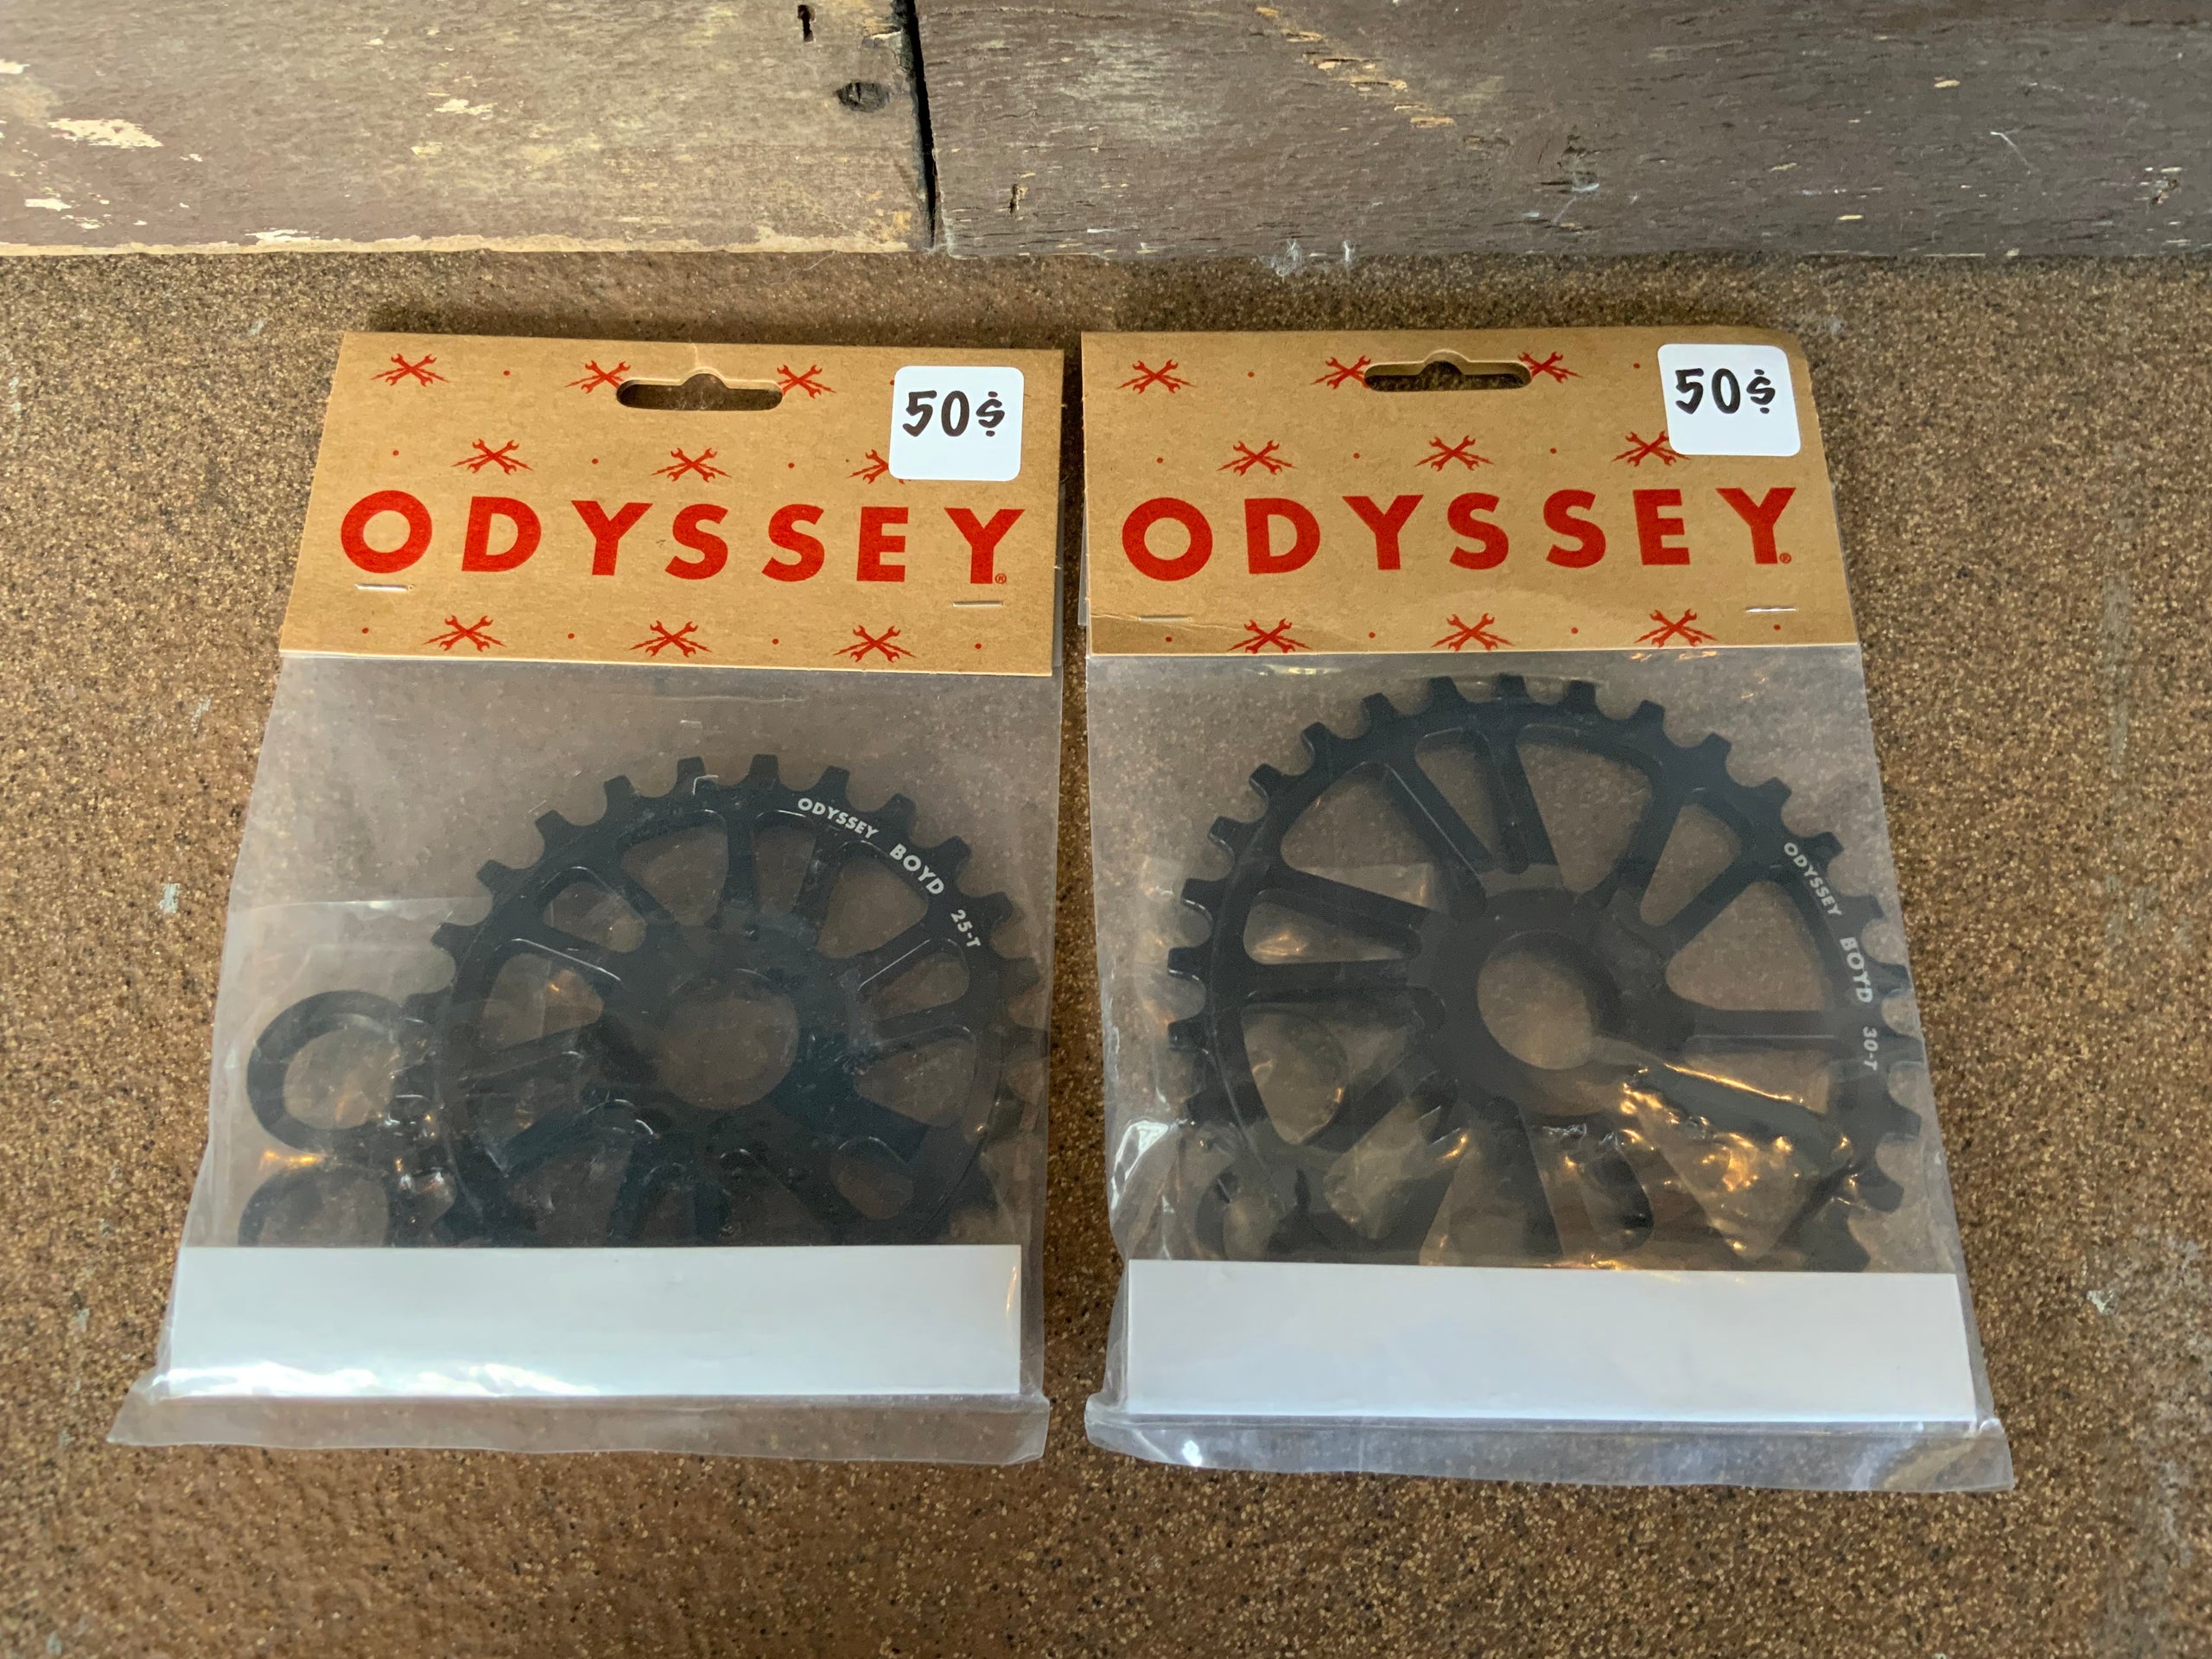 50$
ODYSSEY®
ODYSSEY BOYD 25-T
50$
ODYSSEY®
ODYSSEY BOYD 30-T